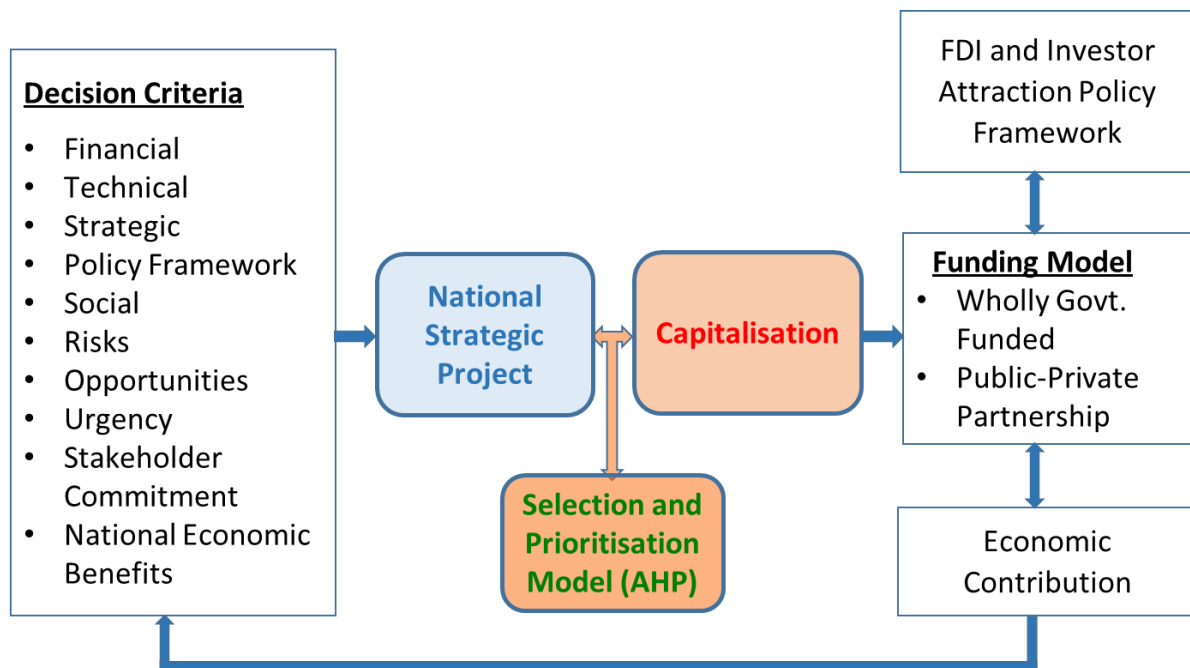 Decision Criteria
• Financial
• Technical
• Strategic
• Policy Framework
• Social
• Risks
• Opportunities
• Urgency
• Stakeholder
Commitment
• National Economic
Benefits
National
Strategic
Project
Capitalisation
Selection and
Prioritisation
Model (AHP)
FDI and Investor
Attraction Policy
Framework
Funding Model
• Wholly Govt.
Funded
• Public-Private
Partnership
Economic
Contribution